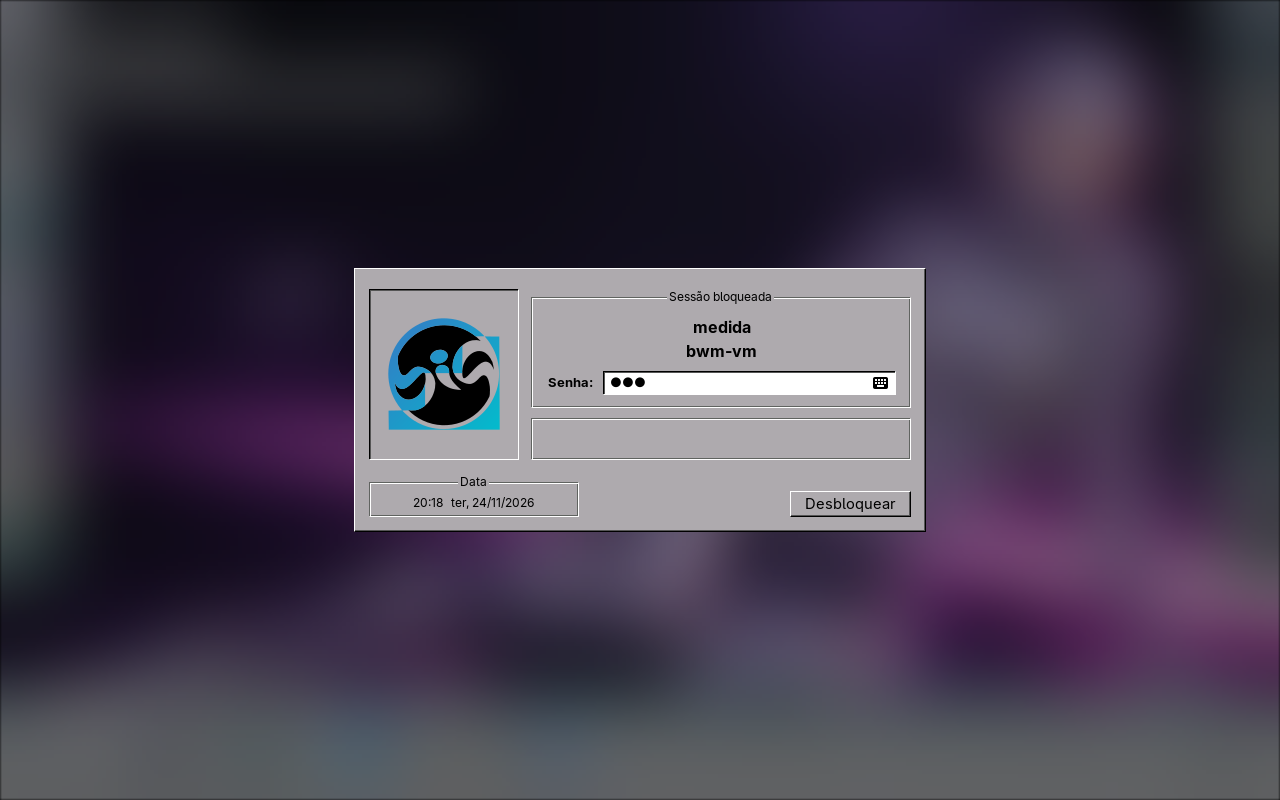 Sessão bloqueada
medida
bwm-vm
Senha: ●●●
Data
20:18 ter, 24/11/2026
Desbloquear